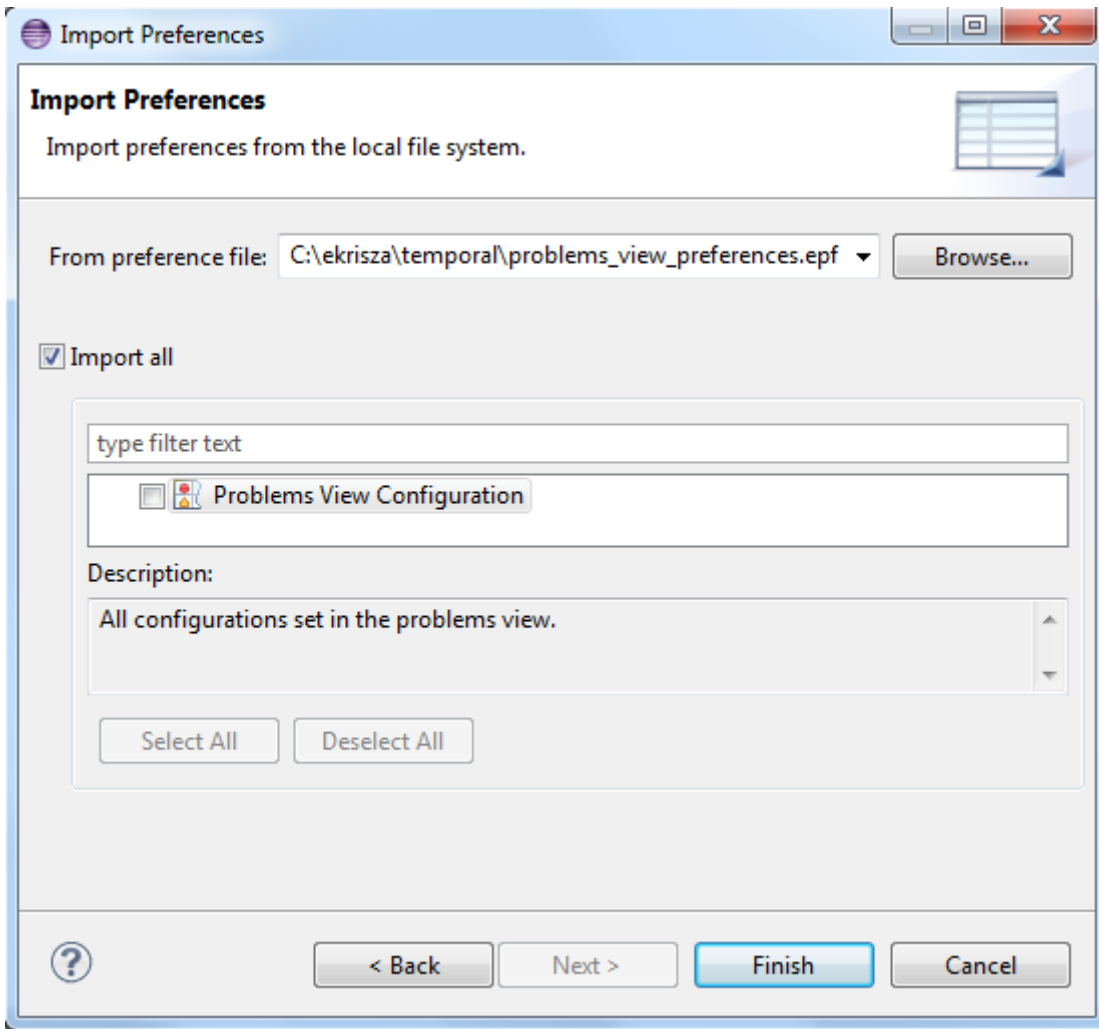 Import Preferences
Import Preferences
Import preferences from the local file system.
From preference file: C:\ekrisza\temporal\problems_view_preferences.epf Browse...
Import all
type filter text
Problems View Configuration
Description:
All configurations set in the problems view.
Select All Deselect All
? < Back Next > Finish Cancel